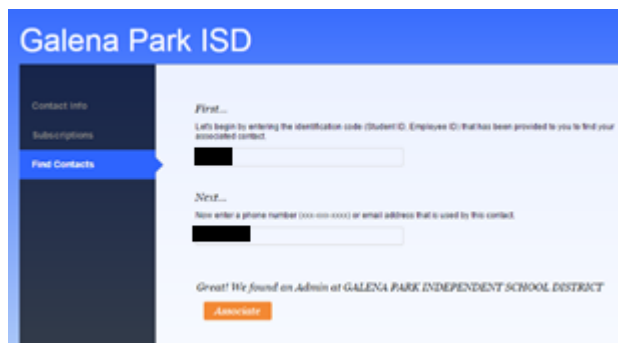 Galena Park ISD
Contact Info
Subscriptions
Find Contacts
First...
Let's begin by entering the identification code (Student ID, Employee ID) that has been provided to you to find your
associated contact.
Next...
Now enter a phone number (xxx-xxx-xxxx) or email address that is used by this contact.
Great! We found an Admin at GALENA PARK INDEPENDENT SCHOOL DISTRICT
Associate